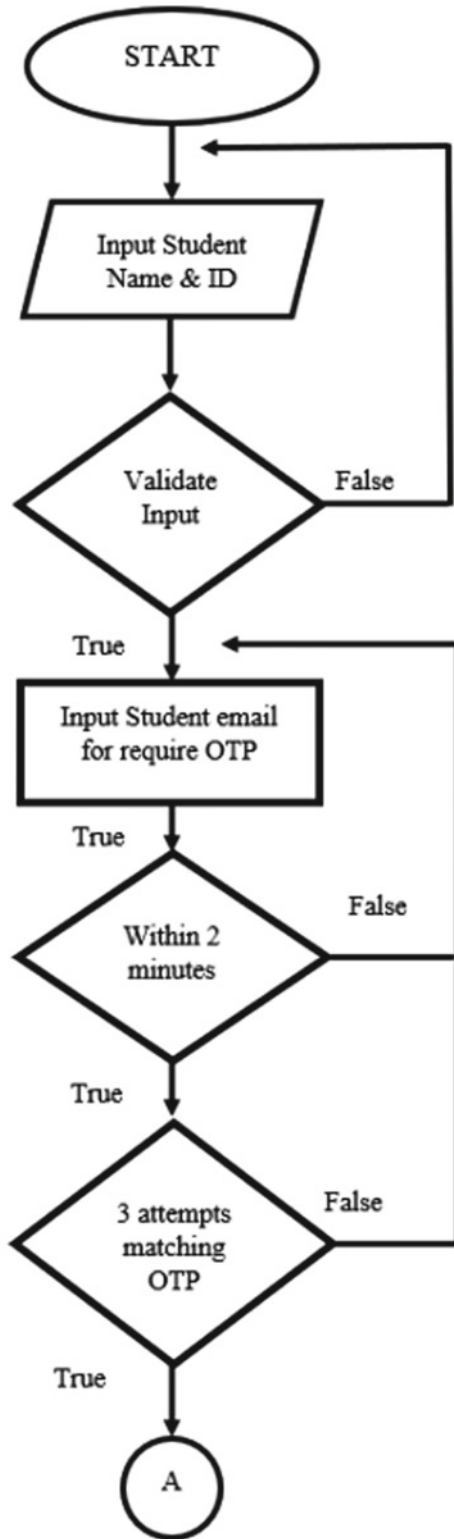 START
Input Student
Name & ID
Validate
Input
False
True
Input Student email
for require OTP
True
False
Within 2
minutes
True
False
3 attempts
matching
OTP
True
A